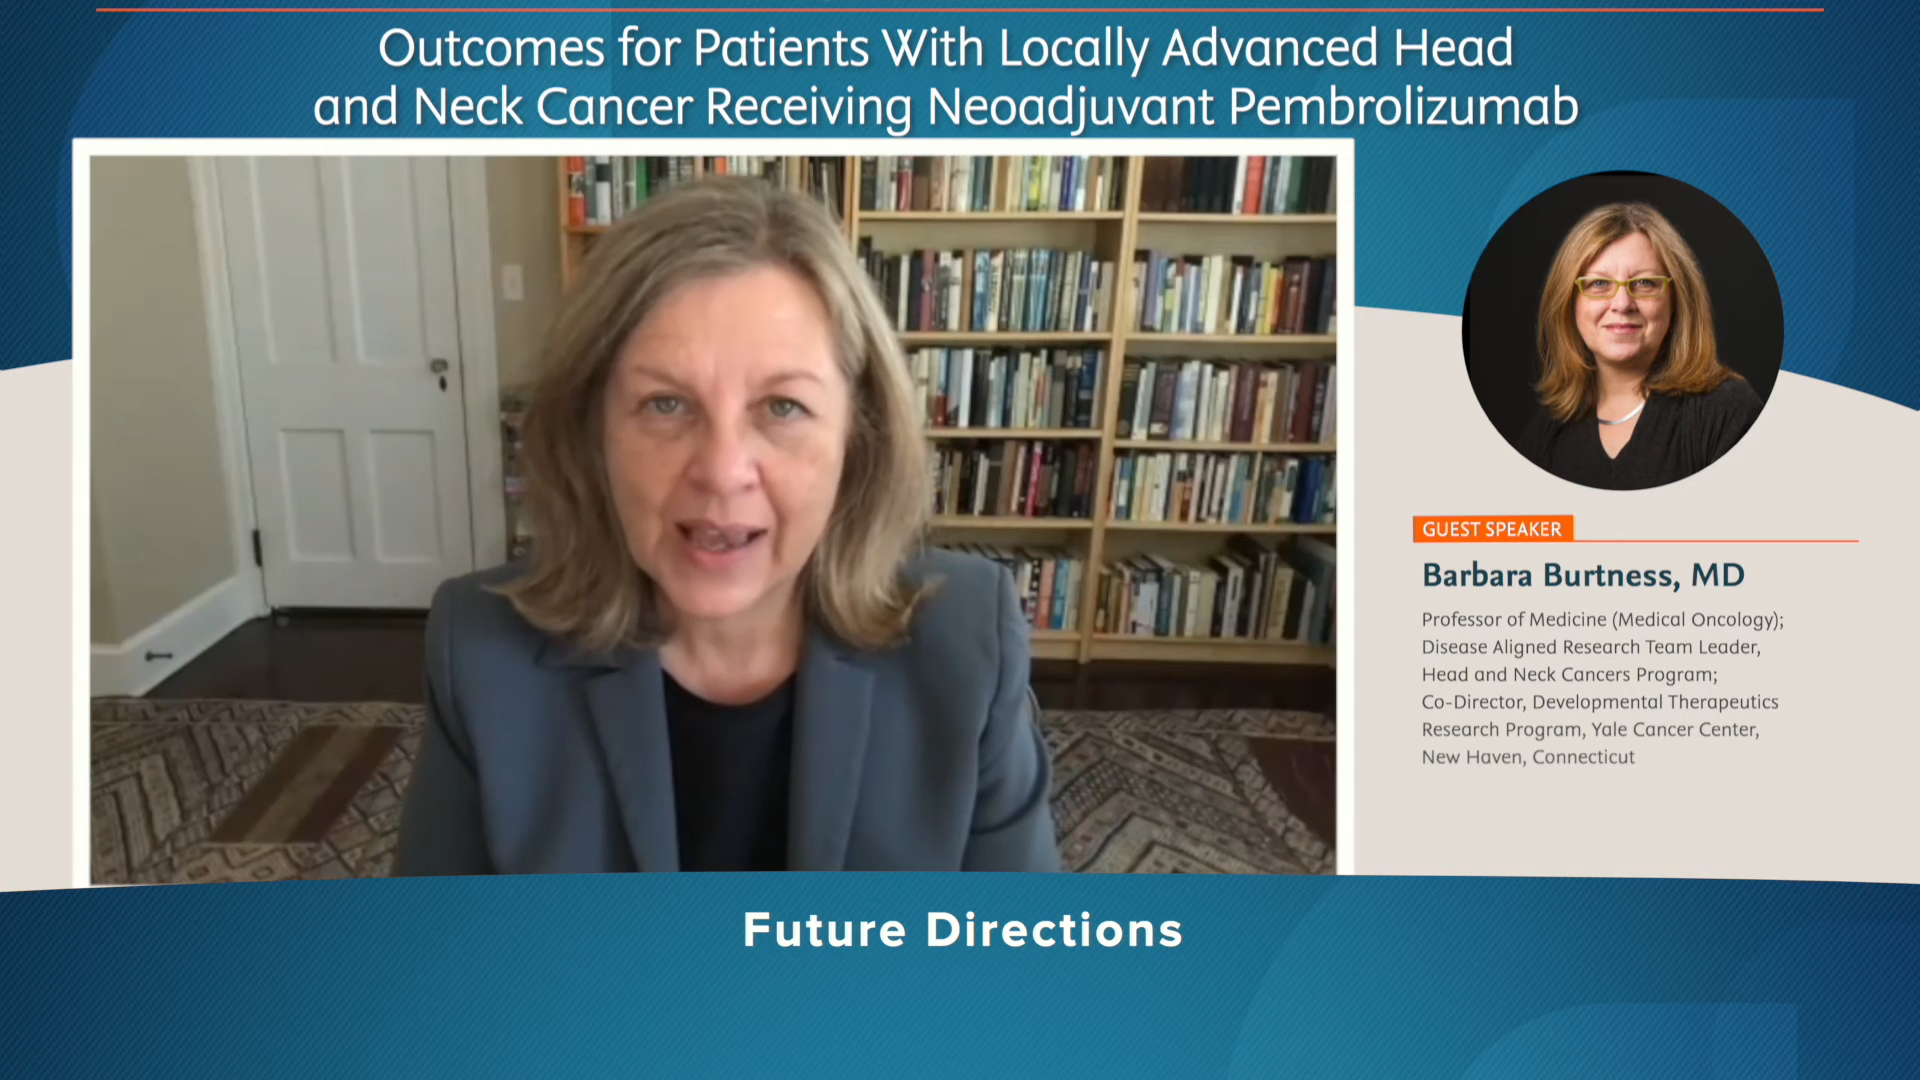 Outcomes for Patients With Locally Advanced Head
and Neck Cancer Receiving Neoadjuvant Pembrolizumab
GUEST SPEAKER
Barbara Burtness, MD
Professor of Medicine (Medical Oncology);
Disease Aligned Research Team Leader,
Head and Neck Cancers Program;
Co-Director, Developmental Therapeutics
Research Program, Yale Cancer Center,
New Haven, Connecticut
Future Directions